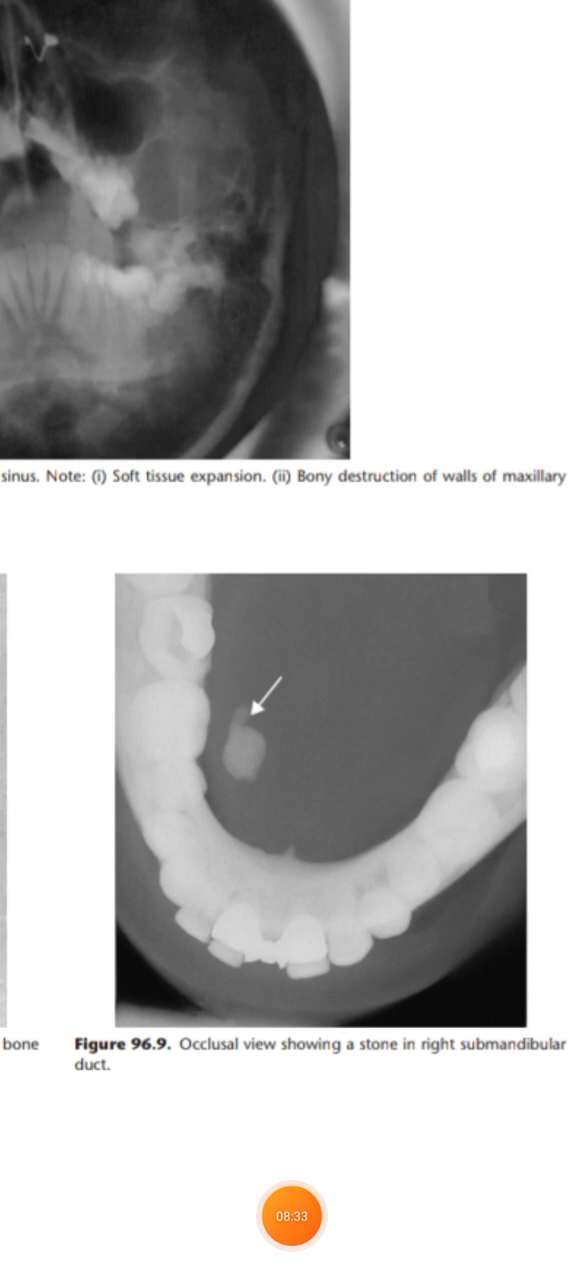 sinus. Note: (i) Soft tissue expansion. (ii) Bony destruction of walls of maxillary
bone
Figure 96.9. Occlusal view showing a stone in right submandibular
duct.
08:33